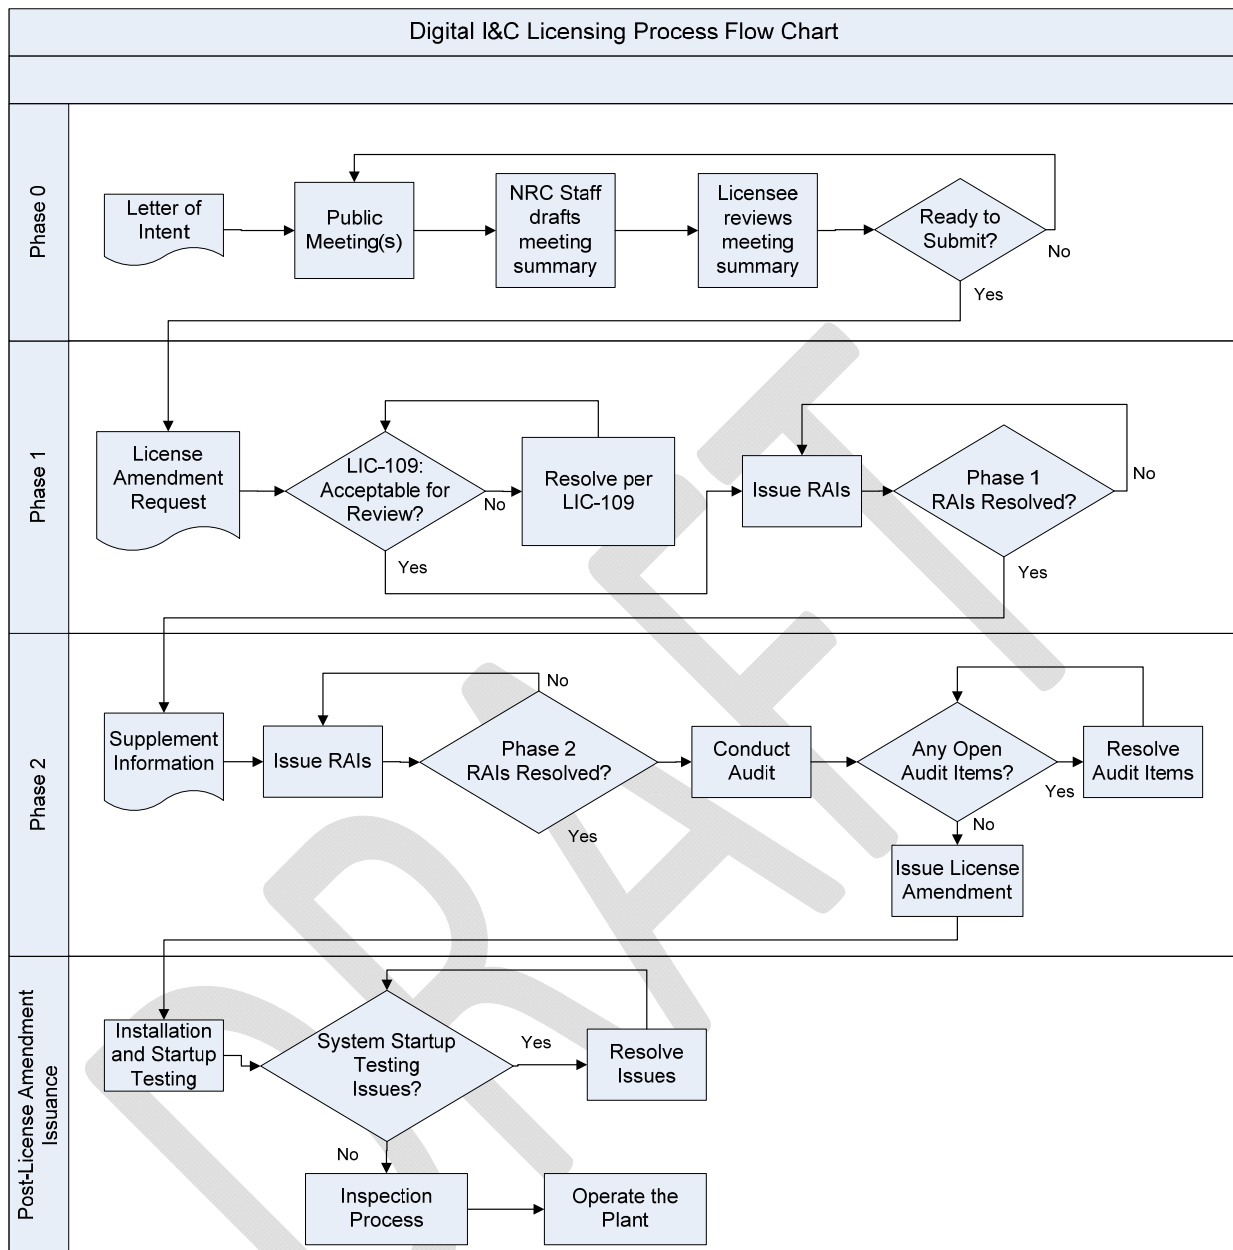 Digital I&C Licensing Process Flow Chart
Phase 0
Letter of
Intent
Public
Meeting(s)
NRC Staff
drafts
meeting
summary
Licensee
reviews
meeting
summary
Ready to
Submit?
No
Yes
Phase 1
License
Amendment
Request
LIC-109:
Acceptable for
Review?
No
Yes
Resolve per
LIC-109
Issue RAIs
Phase 1
RAIs Resolved?
No
Yes
Phase 2
Supplement
Information
Issue RAIs
No
Phase 2
RAIs Resolved?
Yes
Conduct
Audit
Any Open
Audit Items?
Yes
No
Resolve
Audit Items
Issue License
Amendment
Post-License Amendment
Issuance
Installation
and Startup
Testing
System Startup
Testing
Issues?
Yes
No
Resolve
Issues
Inspection
Process
Operate the
Plant
DRAFT